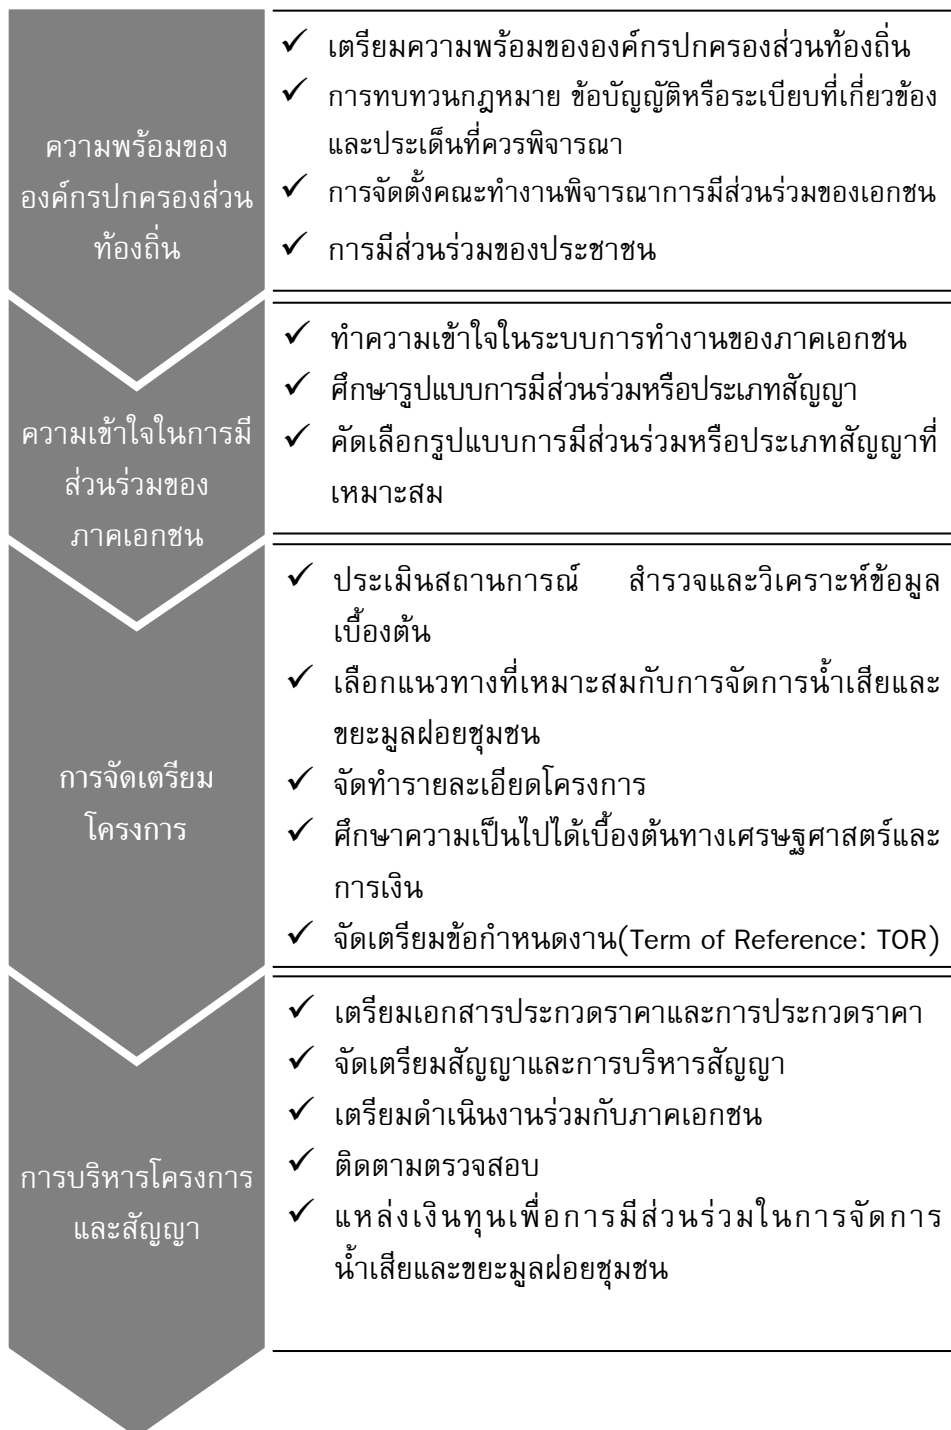 ความพร้อมของ
องค์กรปกครองส่วน
ท้องถิ่น
เตรียมความพร้อมขององค์กรปกครองส่วนท้องถิ่น
การทบทวนกฎหมาย ข้อบัญญัติหรือระเบียบที่เกี่ยวข้อง
และประเด็นที่ควรพิจารณา
การจัดตั้งคณะทำงานพิจารณาการมีส่วนร่วมของเอกชน
การมีส่วนร่วมของประชาชน
ความเข้าใจในการมี
ส่วนร่วมของ
ภาคเอกชน
ทำความเข้าใจในระบบการทำงานของภาคเอกชน
ศึกษารูปแบบการมีส่วนร่วมหรือประเภทสัญญา
คัดเลือกรูปแบบการมีส่วนร่วมหรือประเภทสัญญาที่
เหมาะสม
การจัดเตรียม
โครงการ
ประเมินสถานการณ์ สำรวจและวิเคราะห์ข้อมูล
เบื้องต้น
เลือกแนวทางที่เหมาะสมกับการจัดการน้ำเสียและ
ขยะมูลฝอยชุมชน
จัดทำรายละเอียดโครงการ
ศึกษาความเป็นไปได้เบื้องต้นทางเศรษฐศาสตร์และ
การเงิน
จัดเตรียมข้อกำหนดงาน(Term of Reference: TOR)
การบริหารโครงการ
และสัญญา
เตรียมเอกสารประกวดราคาและการประกวดราคา
จัดเตรียมสัญญาและการบริหารสัญญา
เตรียมดำเนินงานร่วมกับภาคเอกชน
ติดตามตรวจสอบ
แหล่งเงินทุนเพื่อการมีส่วนร่วมในการจัดการ
น้ำเสียและขยะมูลฝอยชุมชน